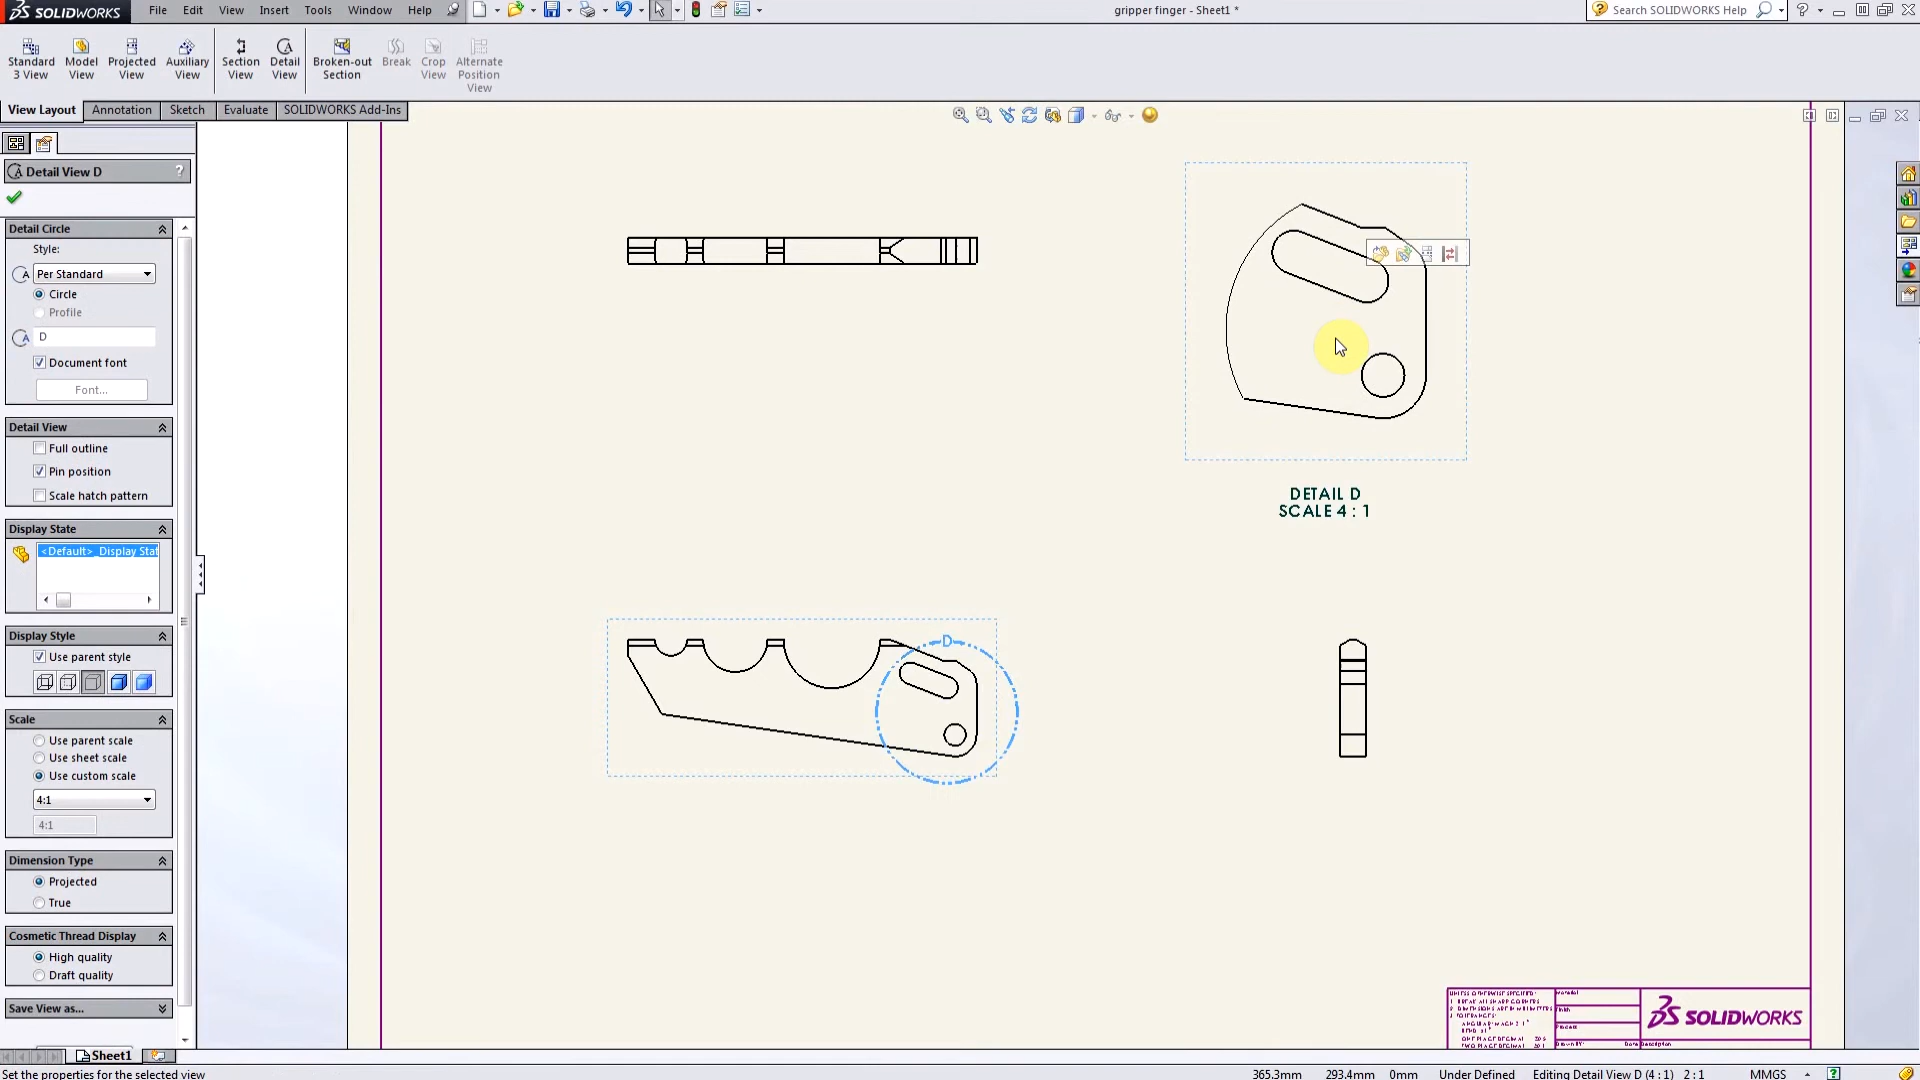 SOLIDWORKS
File Edit View Insert Tools Window Help
gripper finger - Sheet1 *
Search SOLIDWORKS Help
Standard 3 View
Model View
Projected View
Auxiliary View
Section View
Detail View
Broken-out Section
Break
Crop View
Alternate Position View
View Layout
Annotation
Sketch
Evaluate
SOLIDWORKS Add-Ins
Detail View D
?
Detail Circle
Style:
Per Standard
Circle
Profile
D
Document font
Font...
Detail View
Full outline
Pin position
Scale hatch pattern
Display State
<Default>_Display Stat
Display Style
Use parent style
Scale
Use parent scale
Use sheet scale
Use custom scale
4:1
4:1
Dimension Type
Projected
True
Cosmetic Thread Display
High quality
Draft quality
Save View as...
DETAIL D
SCALE 4 : 1
D
UNLESS OTHERWISE SPECIFIED:
SOLIDWORKS
Sheet1
Set the properties for the selected view
365.3mm 293.4mm 0mm Under Defined Editing Detail View D (4 : 1) 2 : 1 MMGS